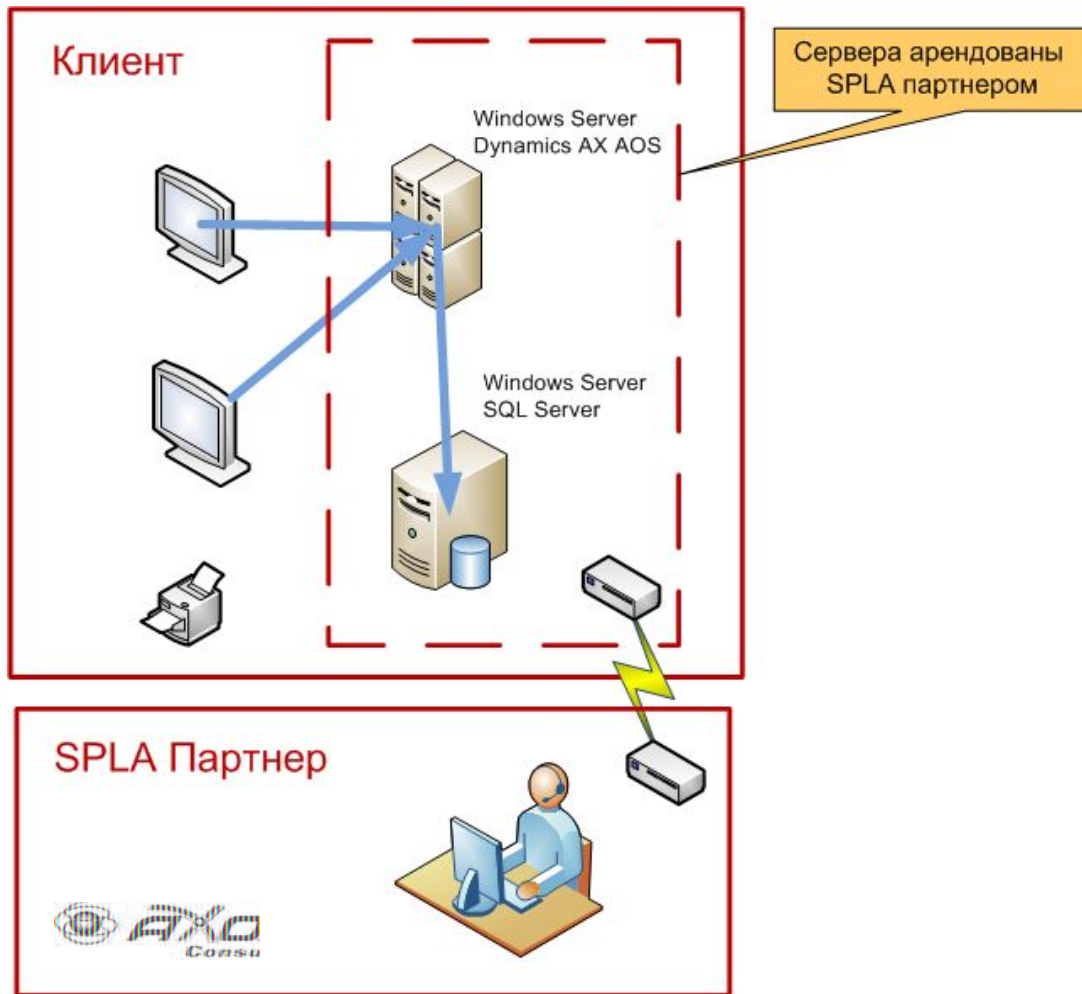 Клиент
Сервера арендованы
SPLA партнером
Windows Server
Dynamics AX AOS
Windows Server
SQL Server
SPLA Партнер